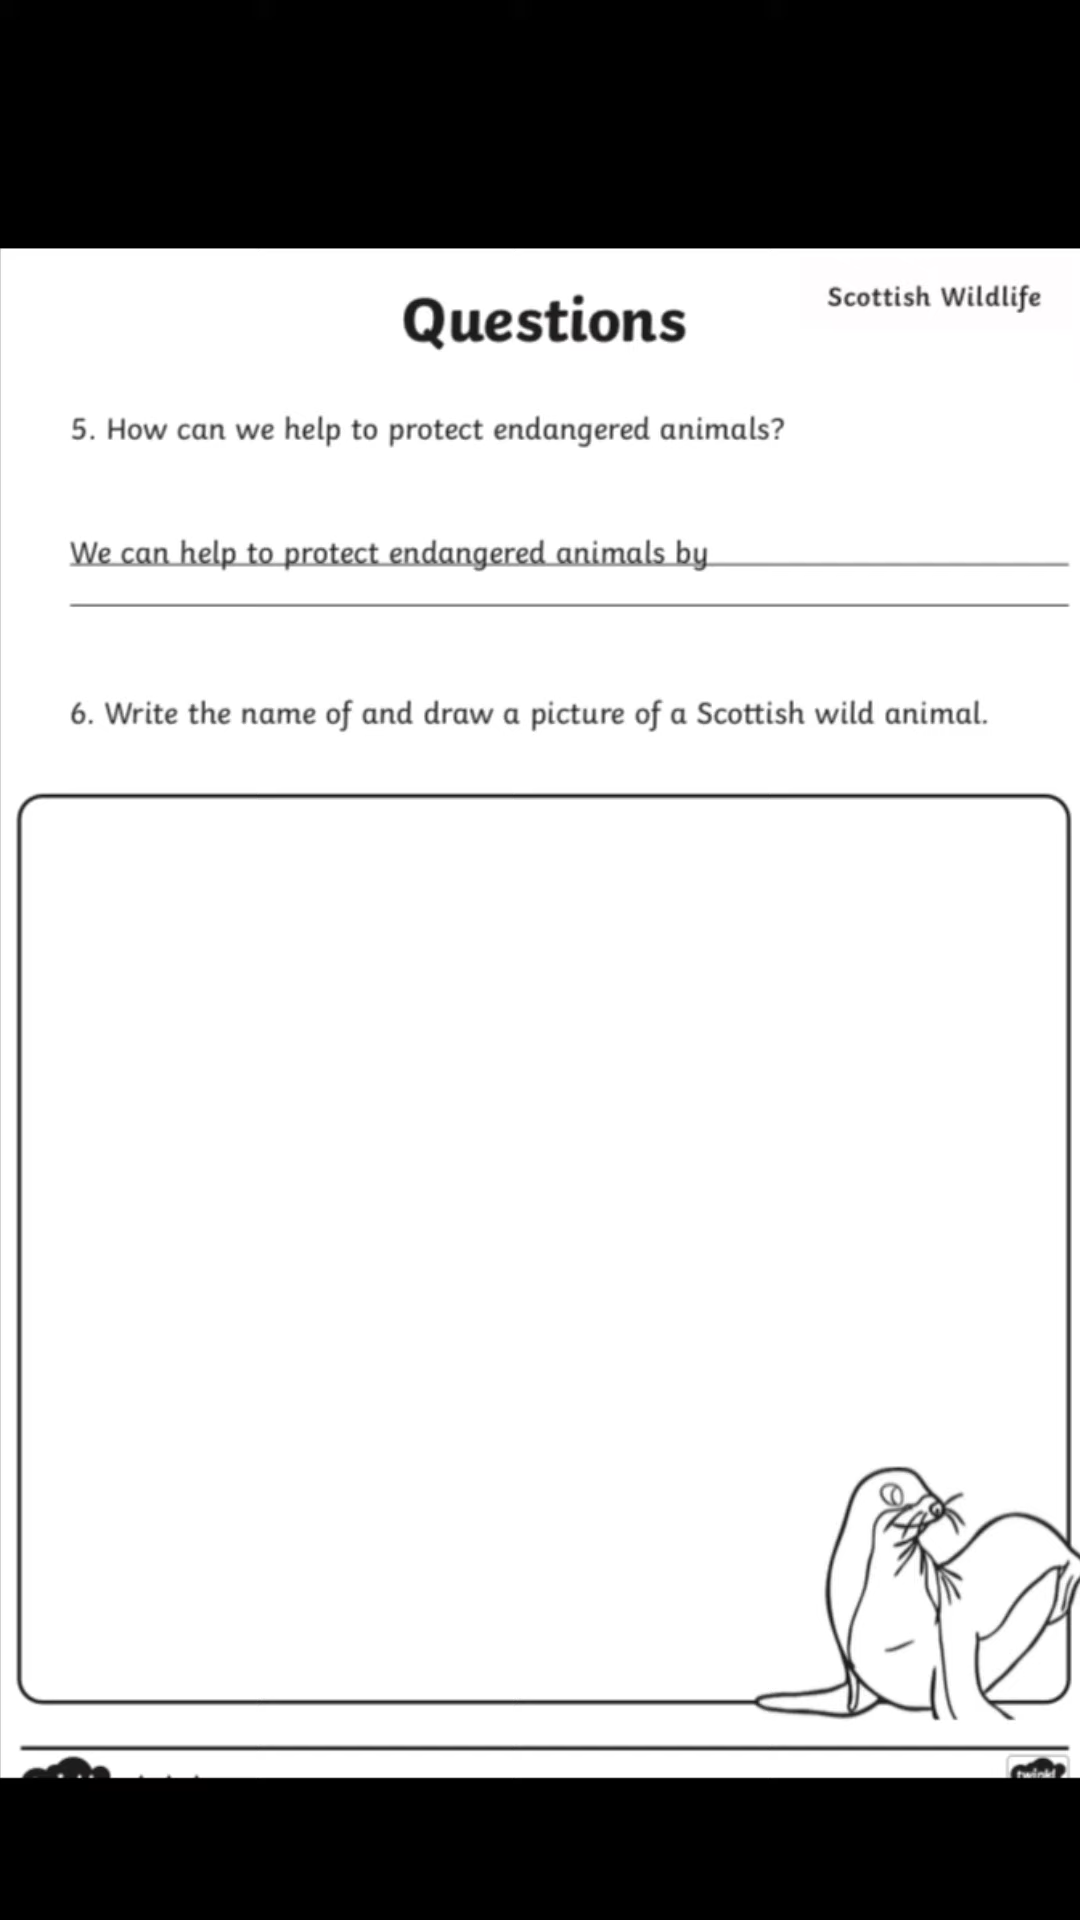 Scottish Wildlife
Questions
5. How can we help to protect endangered animals?
We can help to protect endangered animals by
6. Write the name of and draw a picture of a Scottish wild animal.
twinkl